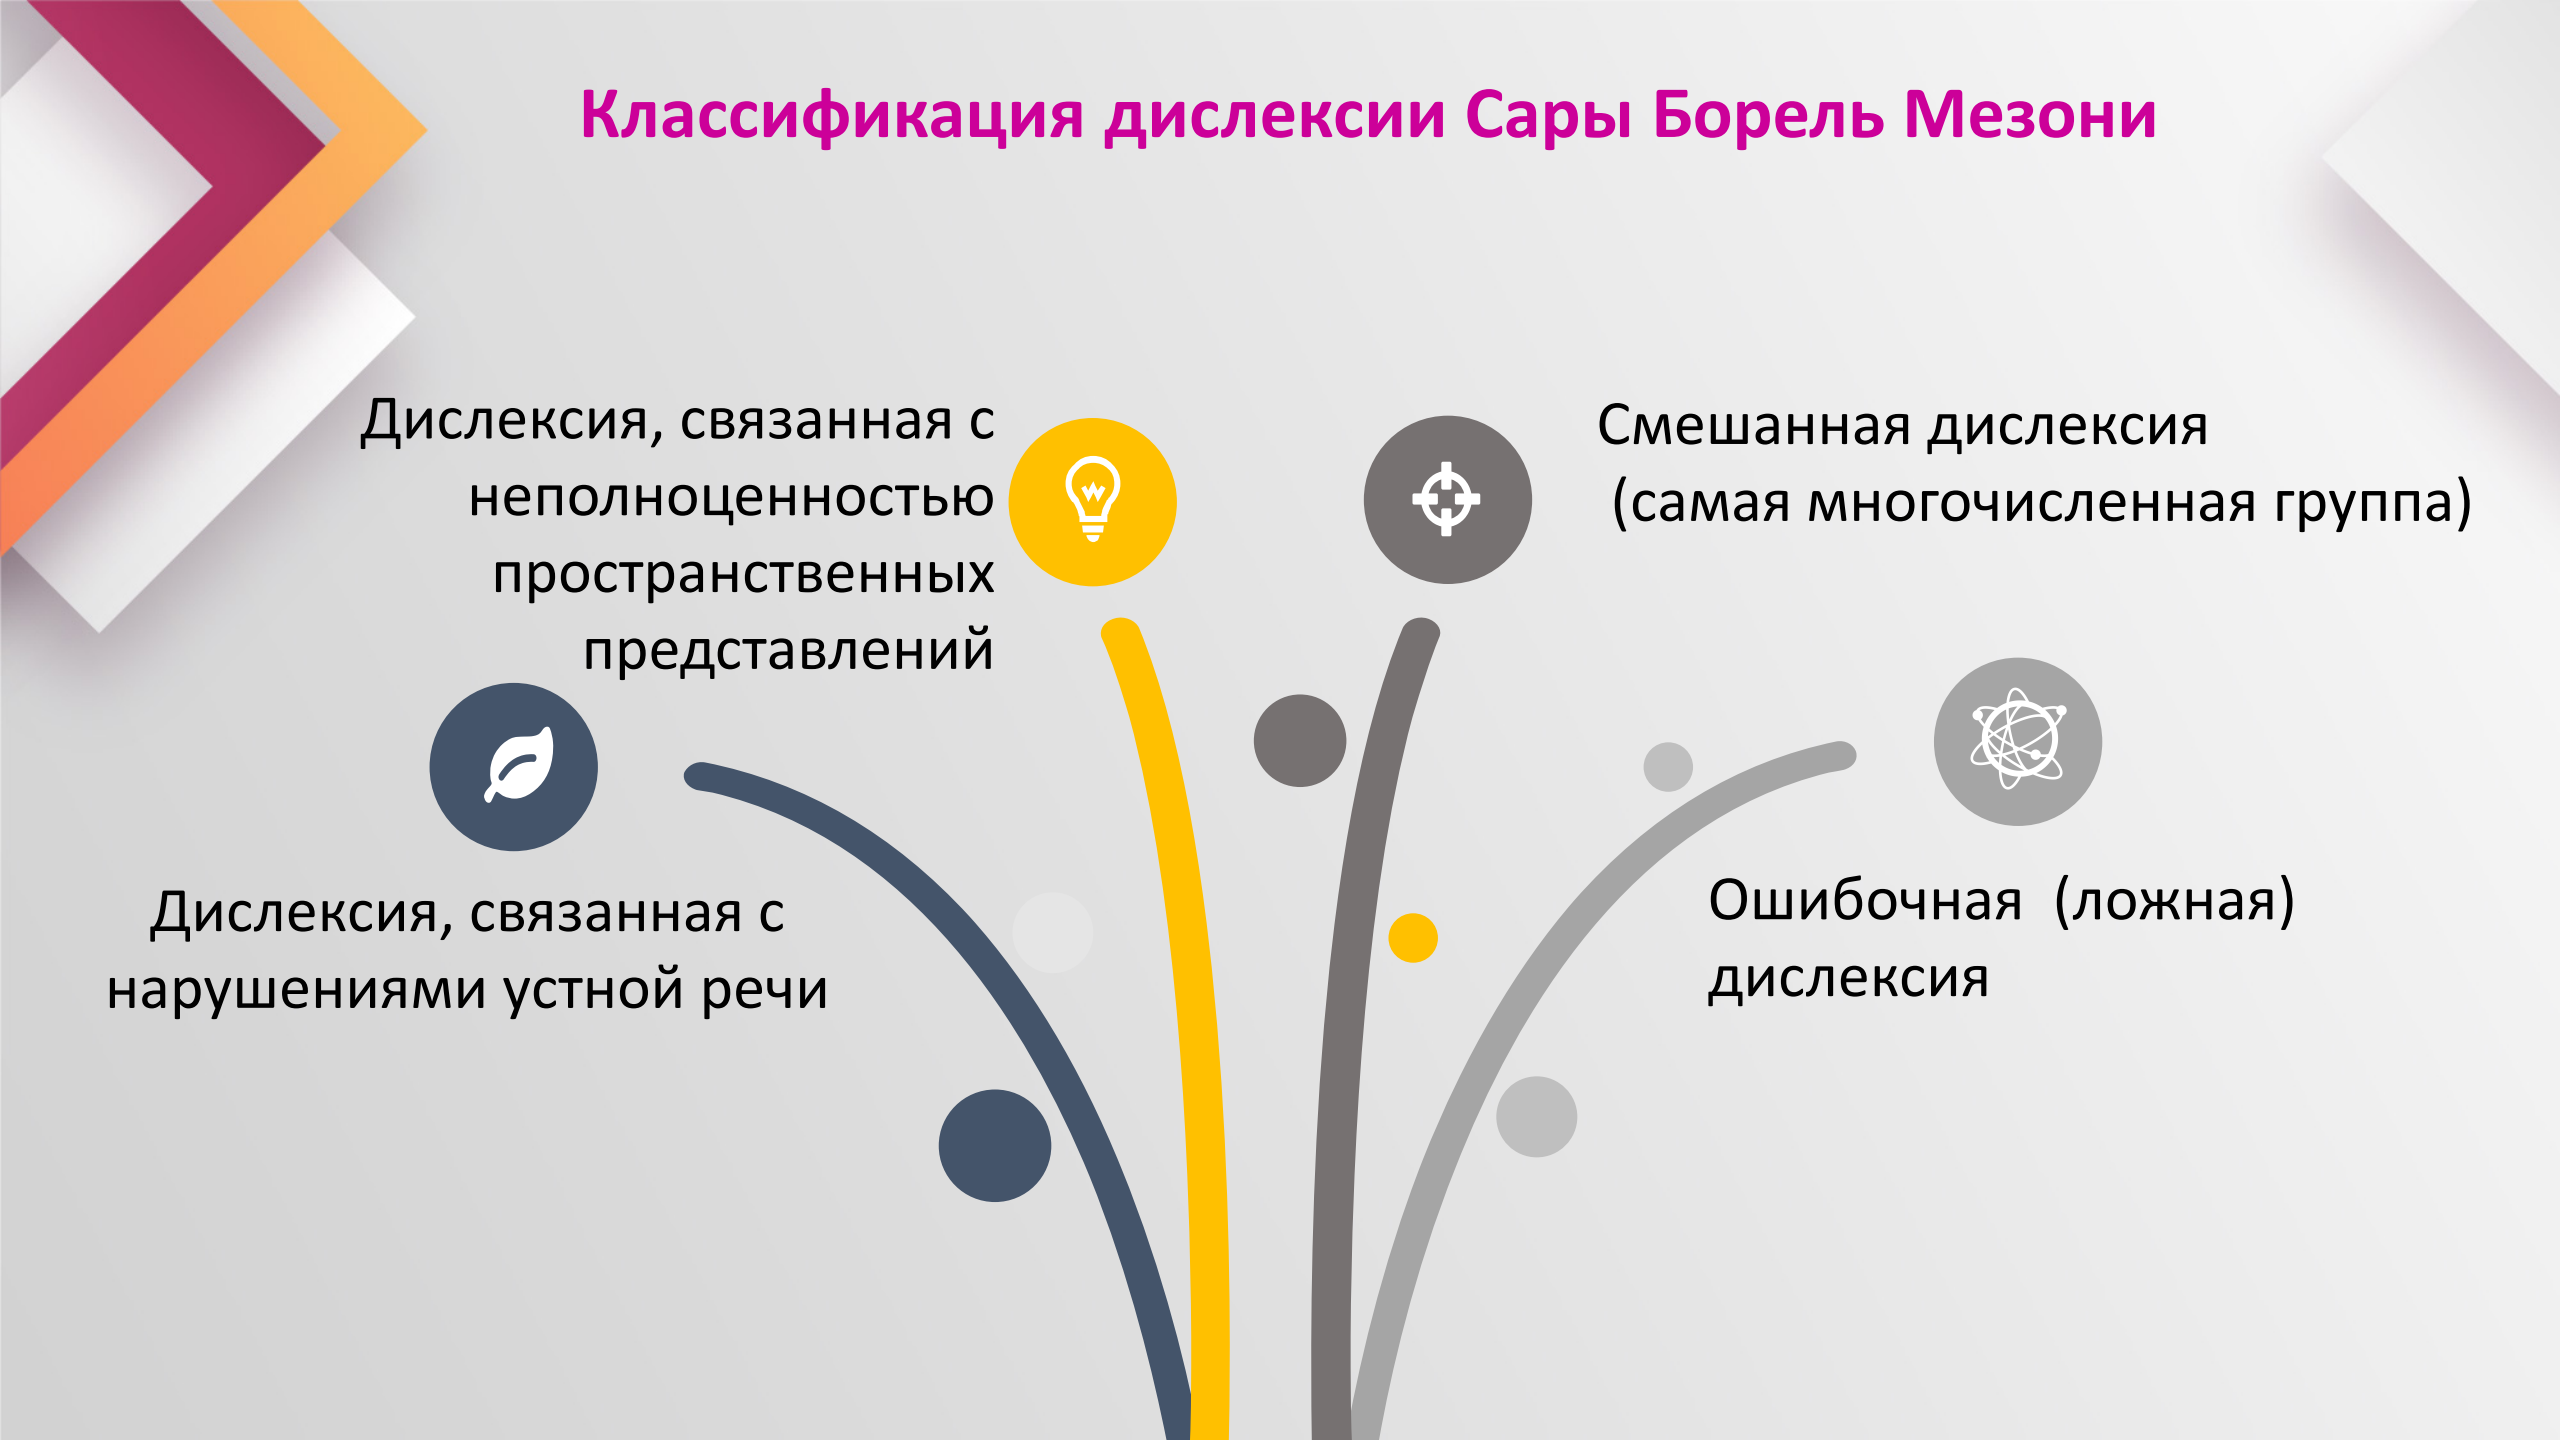 Классификация дислексии Сары Борель Мезони
Дислексия, связанная с
неполноценностью
пространственных
представлений
Смешанная дислексия
(самая многочисленная группа)
Дислексия, связанная с
нарушениями устной речи
Ошибочная  (ложная)
дислексия